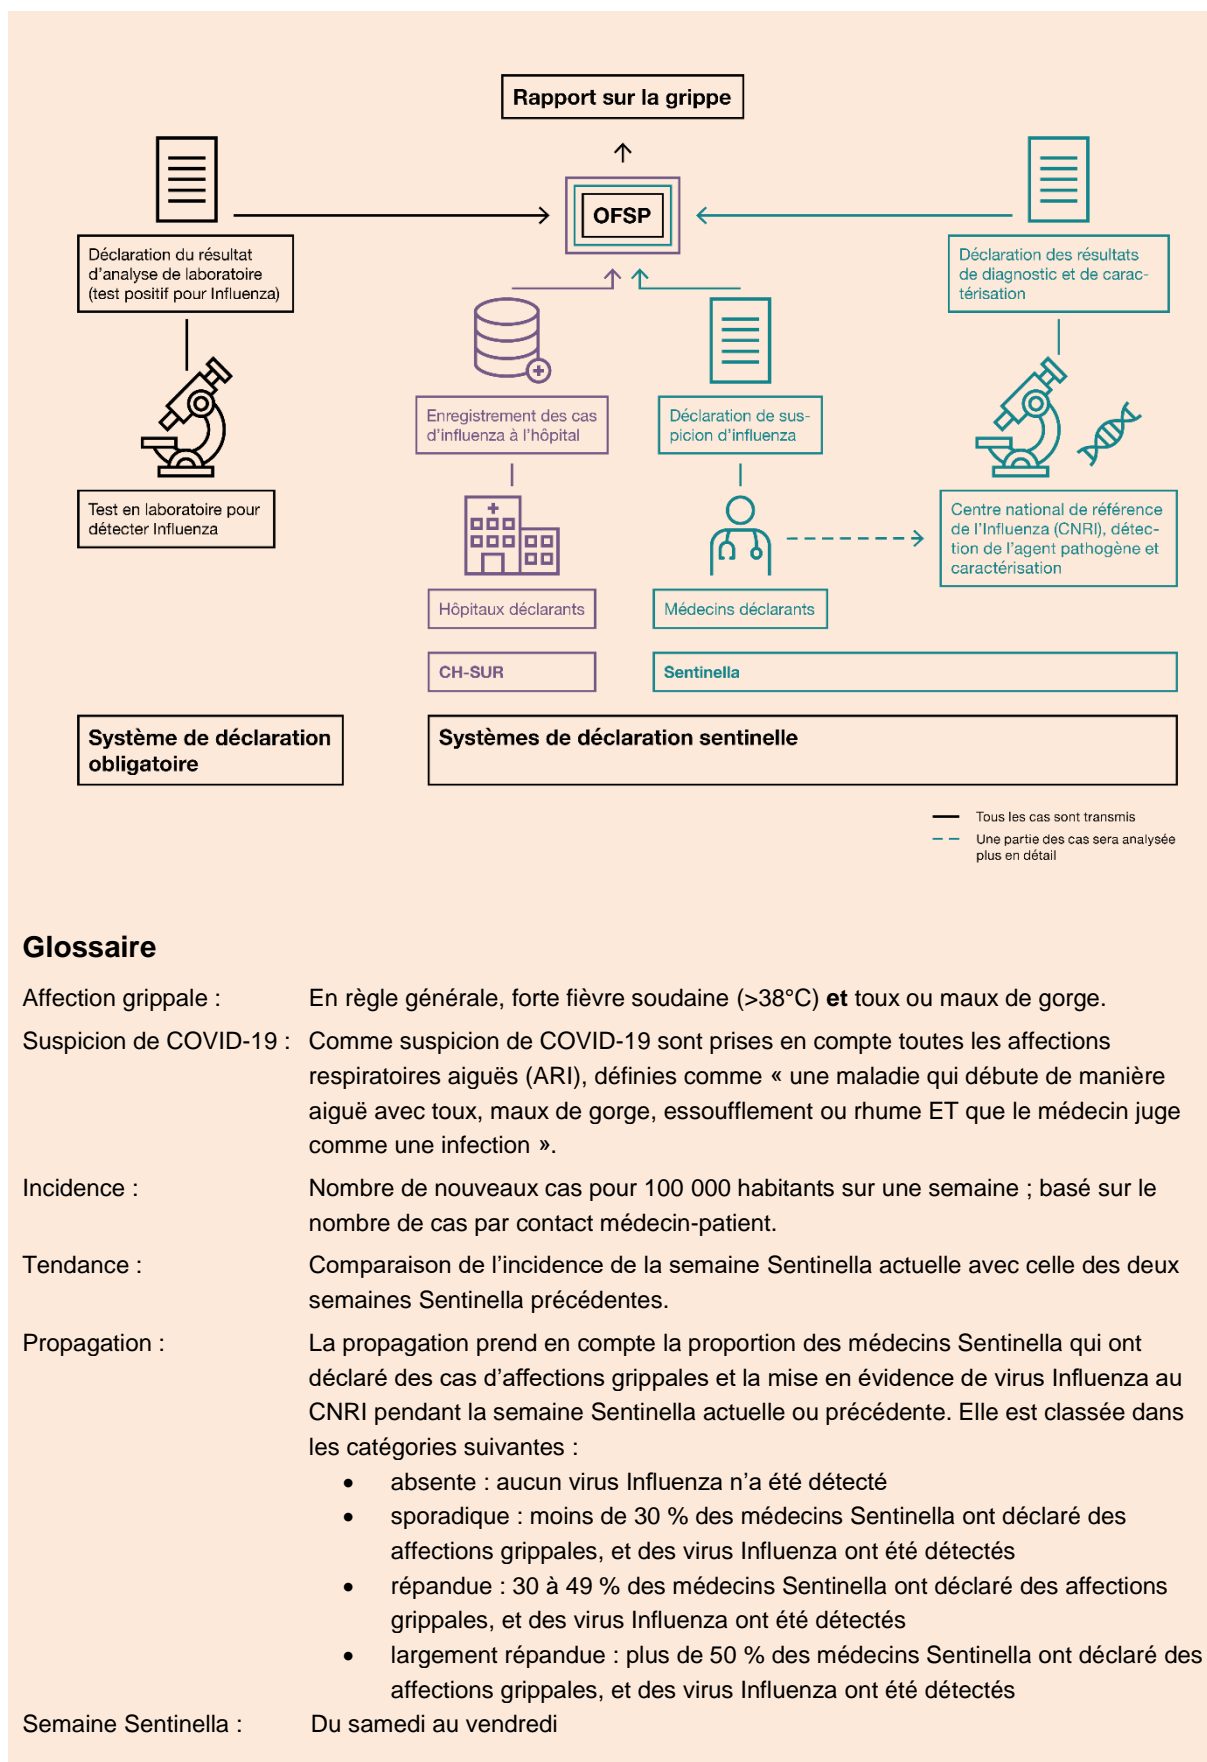 Rapport sur la grippe
OFSP
Déclaration du résultat
d'analyse de laboratoire
(test positif pour Influenza)
Déclaration des résultats
de diagnostic et de carac-
térisation
Enregistrement des cas
d'influenza à l'hôpital
Déclaration de sus-
picion d'influenza
Test en laboratoire pour
détecter Influenza
Centre national de référence
de l'Influenza (CNRI), détec-
tion de l'agent pathogène et
caractérisation
Hôpitaux déclarants
Médecins déclarants
CH-SUR
Sentinella
Système de déclaration
obligatoire
Systèmes de déclaration sentinelle
Tous les cas sont transmis
Une partie des cas sera analysée
plus en détail
Glossaire
Affection grippale : En règle générale, forte fièvre soudaine (>38°C) et toux ou maux de gorge.
Suspicion de COVID-19 : Comme suspicion de COVID-19 sont prises en compte toutes les affections
respiratoires aiguës (ARI), définies comme « une maladie qui débute de manière
aiguë avec toux, maux de gorge, essoufflement ou rhume ET que le médecin juge
comme une infection ».
Incidence : Nombre de nouveaux cas pour 100 000 habitants sur une semaine ; basé sur le
nombre de cas par contact médecin-patient.
Tendance : Comparaison de l'incidence de la semaine Sentinella actuelle avec celle des deux
semaines Sentinella précédentes.
Propagation : La propagation prend en compte la proportion des médecins Sentinella qui ont
déclaré des cas d'affections grippales et la mise en évidence de virus Influenza au
CNRI pendant la semaine Sentinella actuelle ou précédente. Elle est classée dans
les catégories suivantes :
• absente : aucun virus Influenza n'a été détecté
• sporadique : moins de 30 % des médecins Sentinella ont déclaré des
affections grippales, et des virus Influenza ont été détectés
• répandue : 30 à 49 % des médecins Sentinella ont déclaré des affections
grippales, et des virus Influenza ont été détectés
• largement répandue : plus de 50 % des médecins Sentinella ont déclaré des
affections grippales, et des virus Influenza ont été détectés
Semaine Sentinella : Du samedi au vendredi